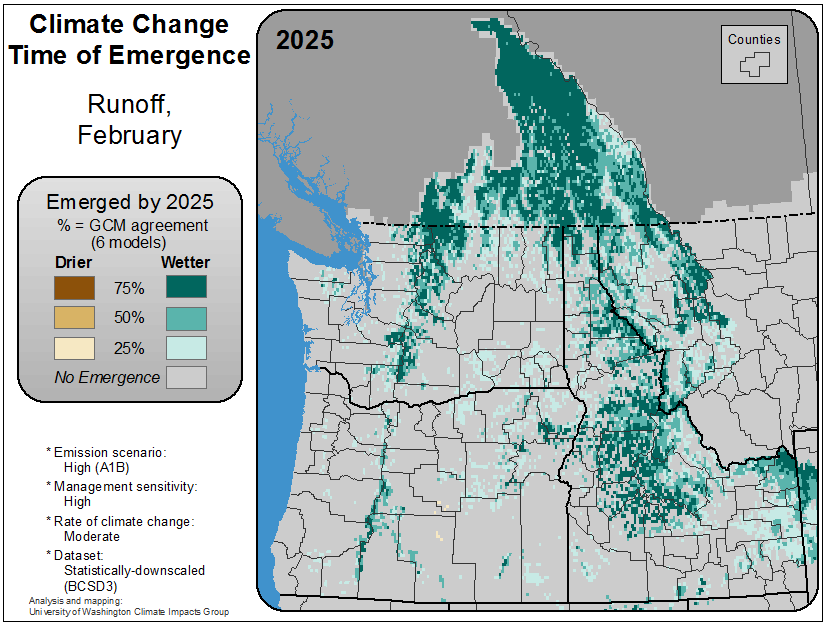 Climate Change
Time of Emergence
Runoff,
February
Emerged by 2025
% = GCM agreement
(6 models)
Drier Wetter
75%
50%
25%
No Emergence
* Emission scenario:
High (A1B)
* Management sensitivity:
High
* Rate of climate change:
Moderate
* Dataset:
Statistically-downscaled
(BCSD3)
Analysis and mapping:
University of Washington Climate Impacts Group
2025
Counties